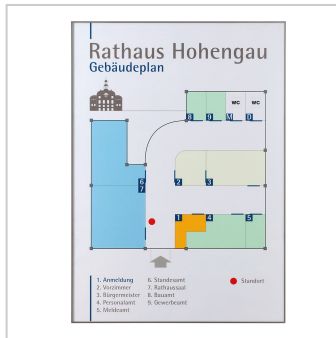 Rathaus Hohengau
Gebäudeplan
WC WC
8 9 M D
6
7
2 3
1 4 5
1. Anmeldung
2. Vorzimmer
3. Bürgermeister
4. Personalamt
5. Meldeamt
6. Standesamt
7. Rathaussaal
8. Bauamt
9. Gewerbeamt
Standort